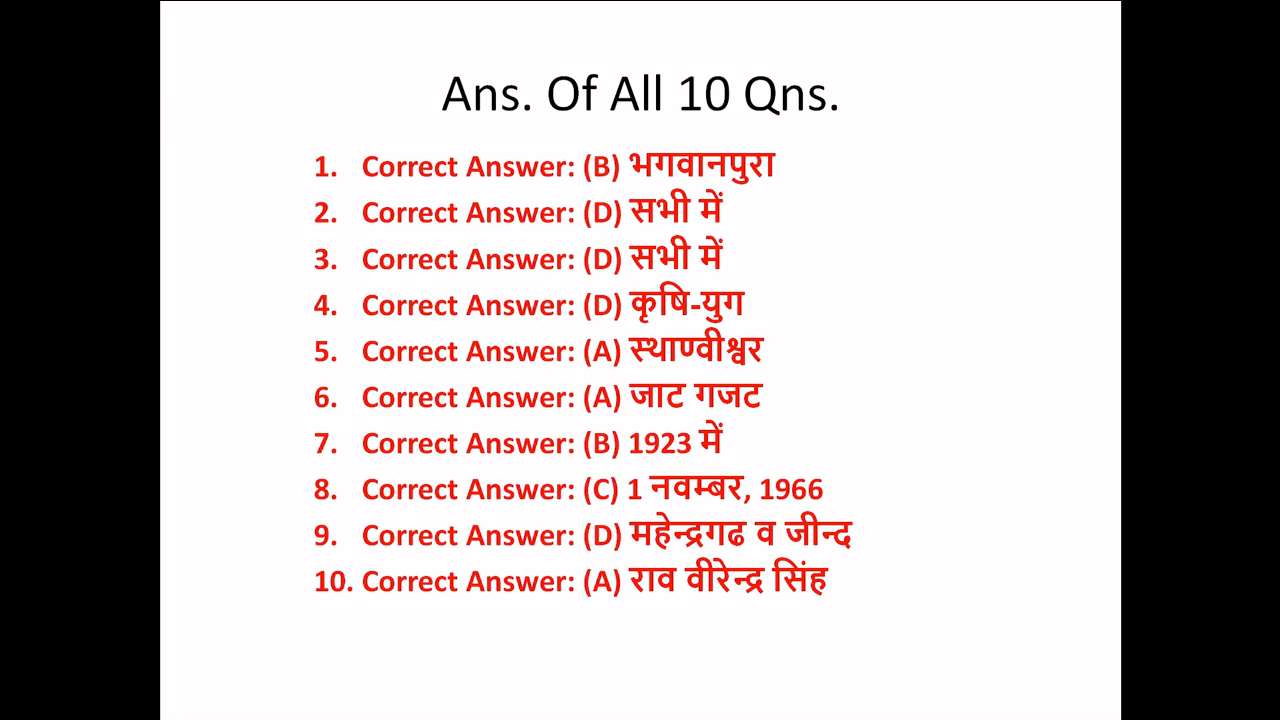 Ans. Of All 10 Qns.
1. Correct Answer: (B) भगवानपुरा
2. Correct Answer: (D) सभी में
3. Correct Answer: (D) सभी में
4. Correct Answer: (D) कृषि-युग
5. Correct Answer: (A) स्थाण्वीश्वर
6. Correct Answer: (A) जाट गजट
7. Correct Answer: (B) 1923 में
8. Correct Answer: (C) 1 नवम्बर, 1966
9. Correct Answer: (D) महेन्द्रगढ व जीन्द
10. Correct Answer: (A) राव वीरेन्द्र सिंह